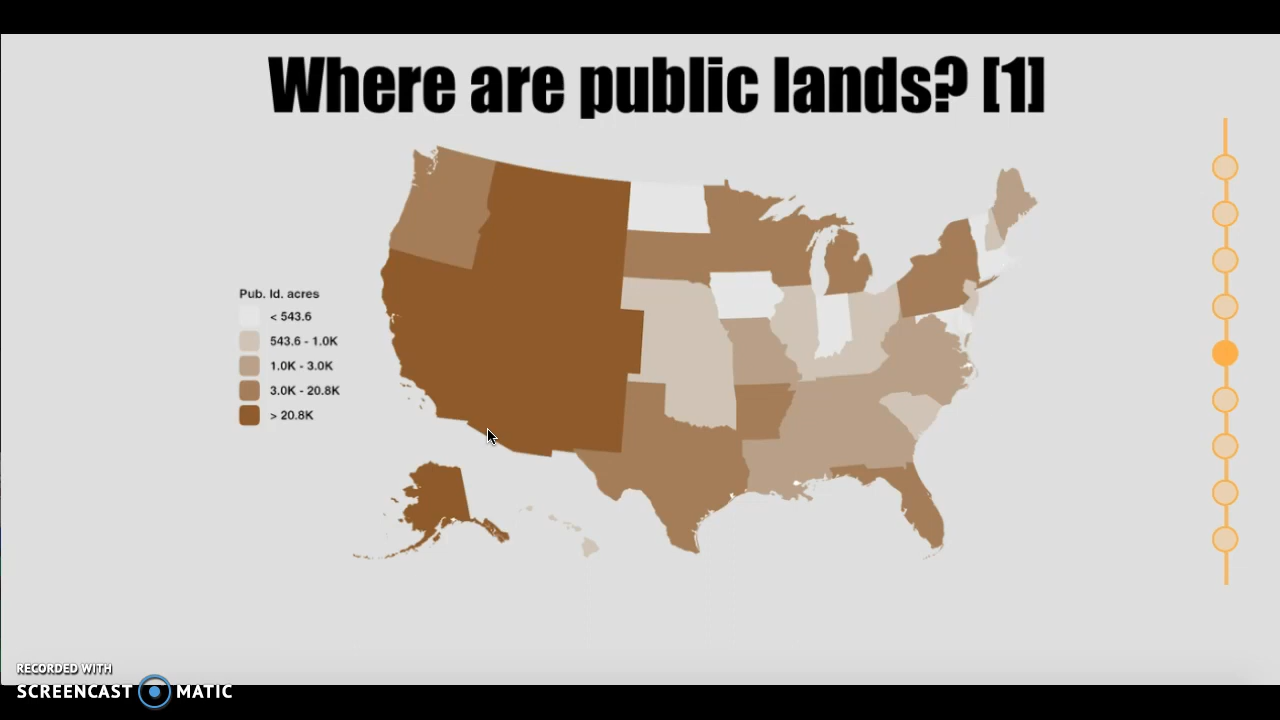 Where are public lands? [1]
Pub. ld. acres
< 543.6
543.6 - 1.0K
1.0K - 3.0K
3.0K - 20.8K
> 20.8K
RECORDED WITH
SCREENCAST MATIC